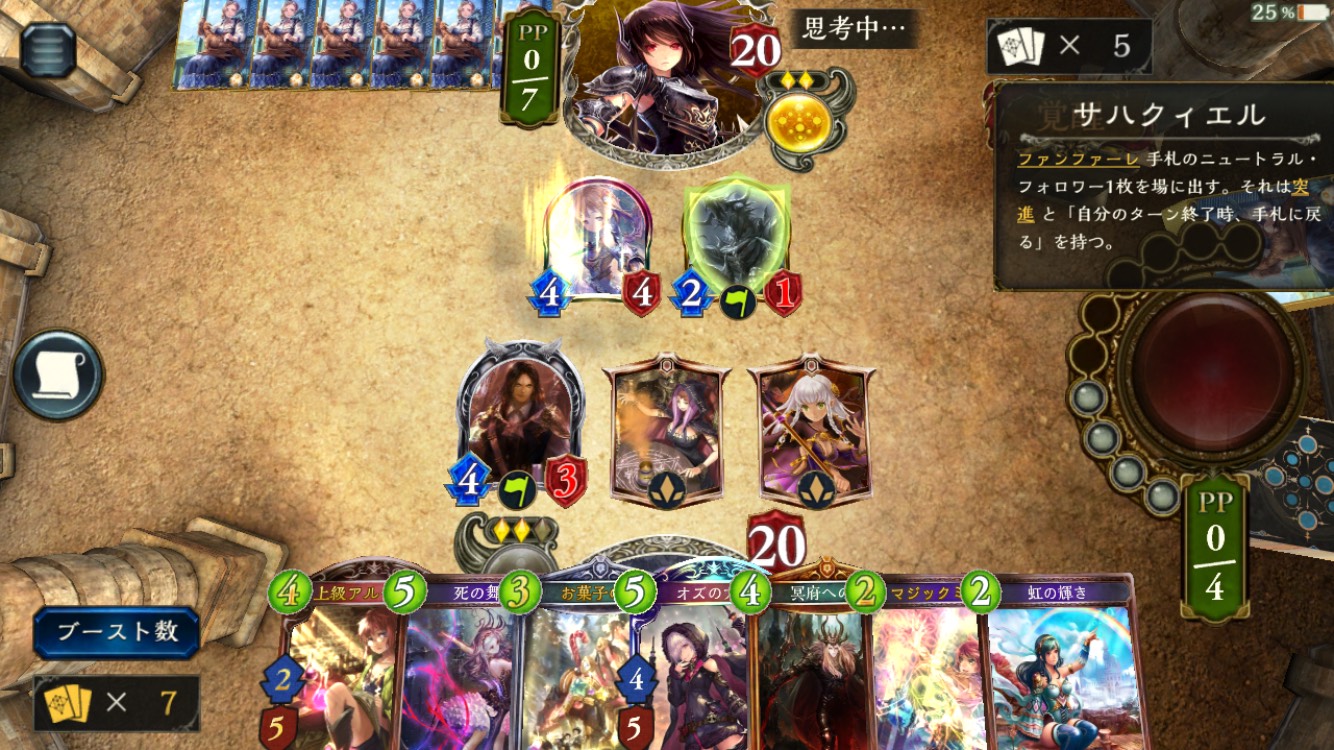 PP
0
7
20
思考中…
25%
× 5
覚醒
サハクィエル
ファンファーレ 手札のニュートラル・
フォロワー1枚を場に出す。それは突
進 と「自分のターン終了時、手札に戻
る」を持つ。
4 4
2 1
4 3
20
PP
0
4
4 上級アル
5 死の舞
3 お菓子の
5 オズの
4 冥府への
2 マジックミ
2 虹の輝き
2
5
4
5
ブースト数
× 7